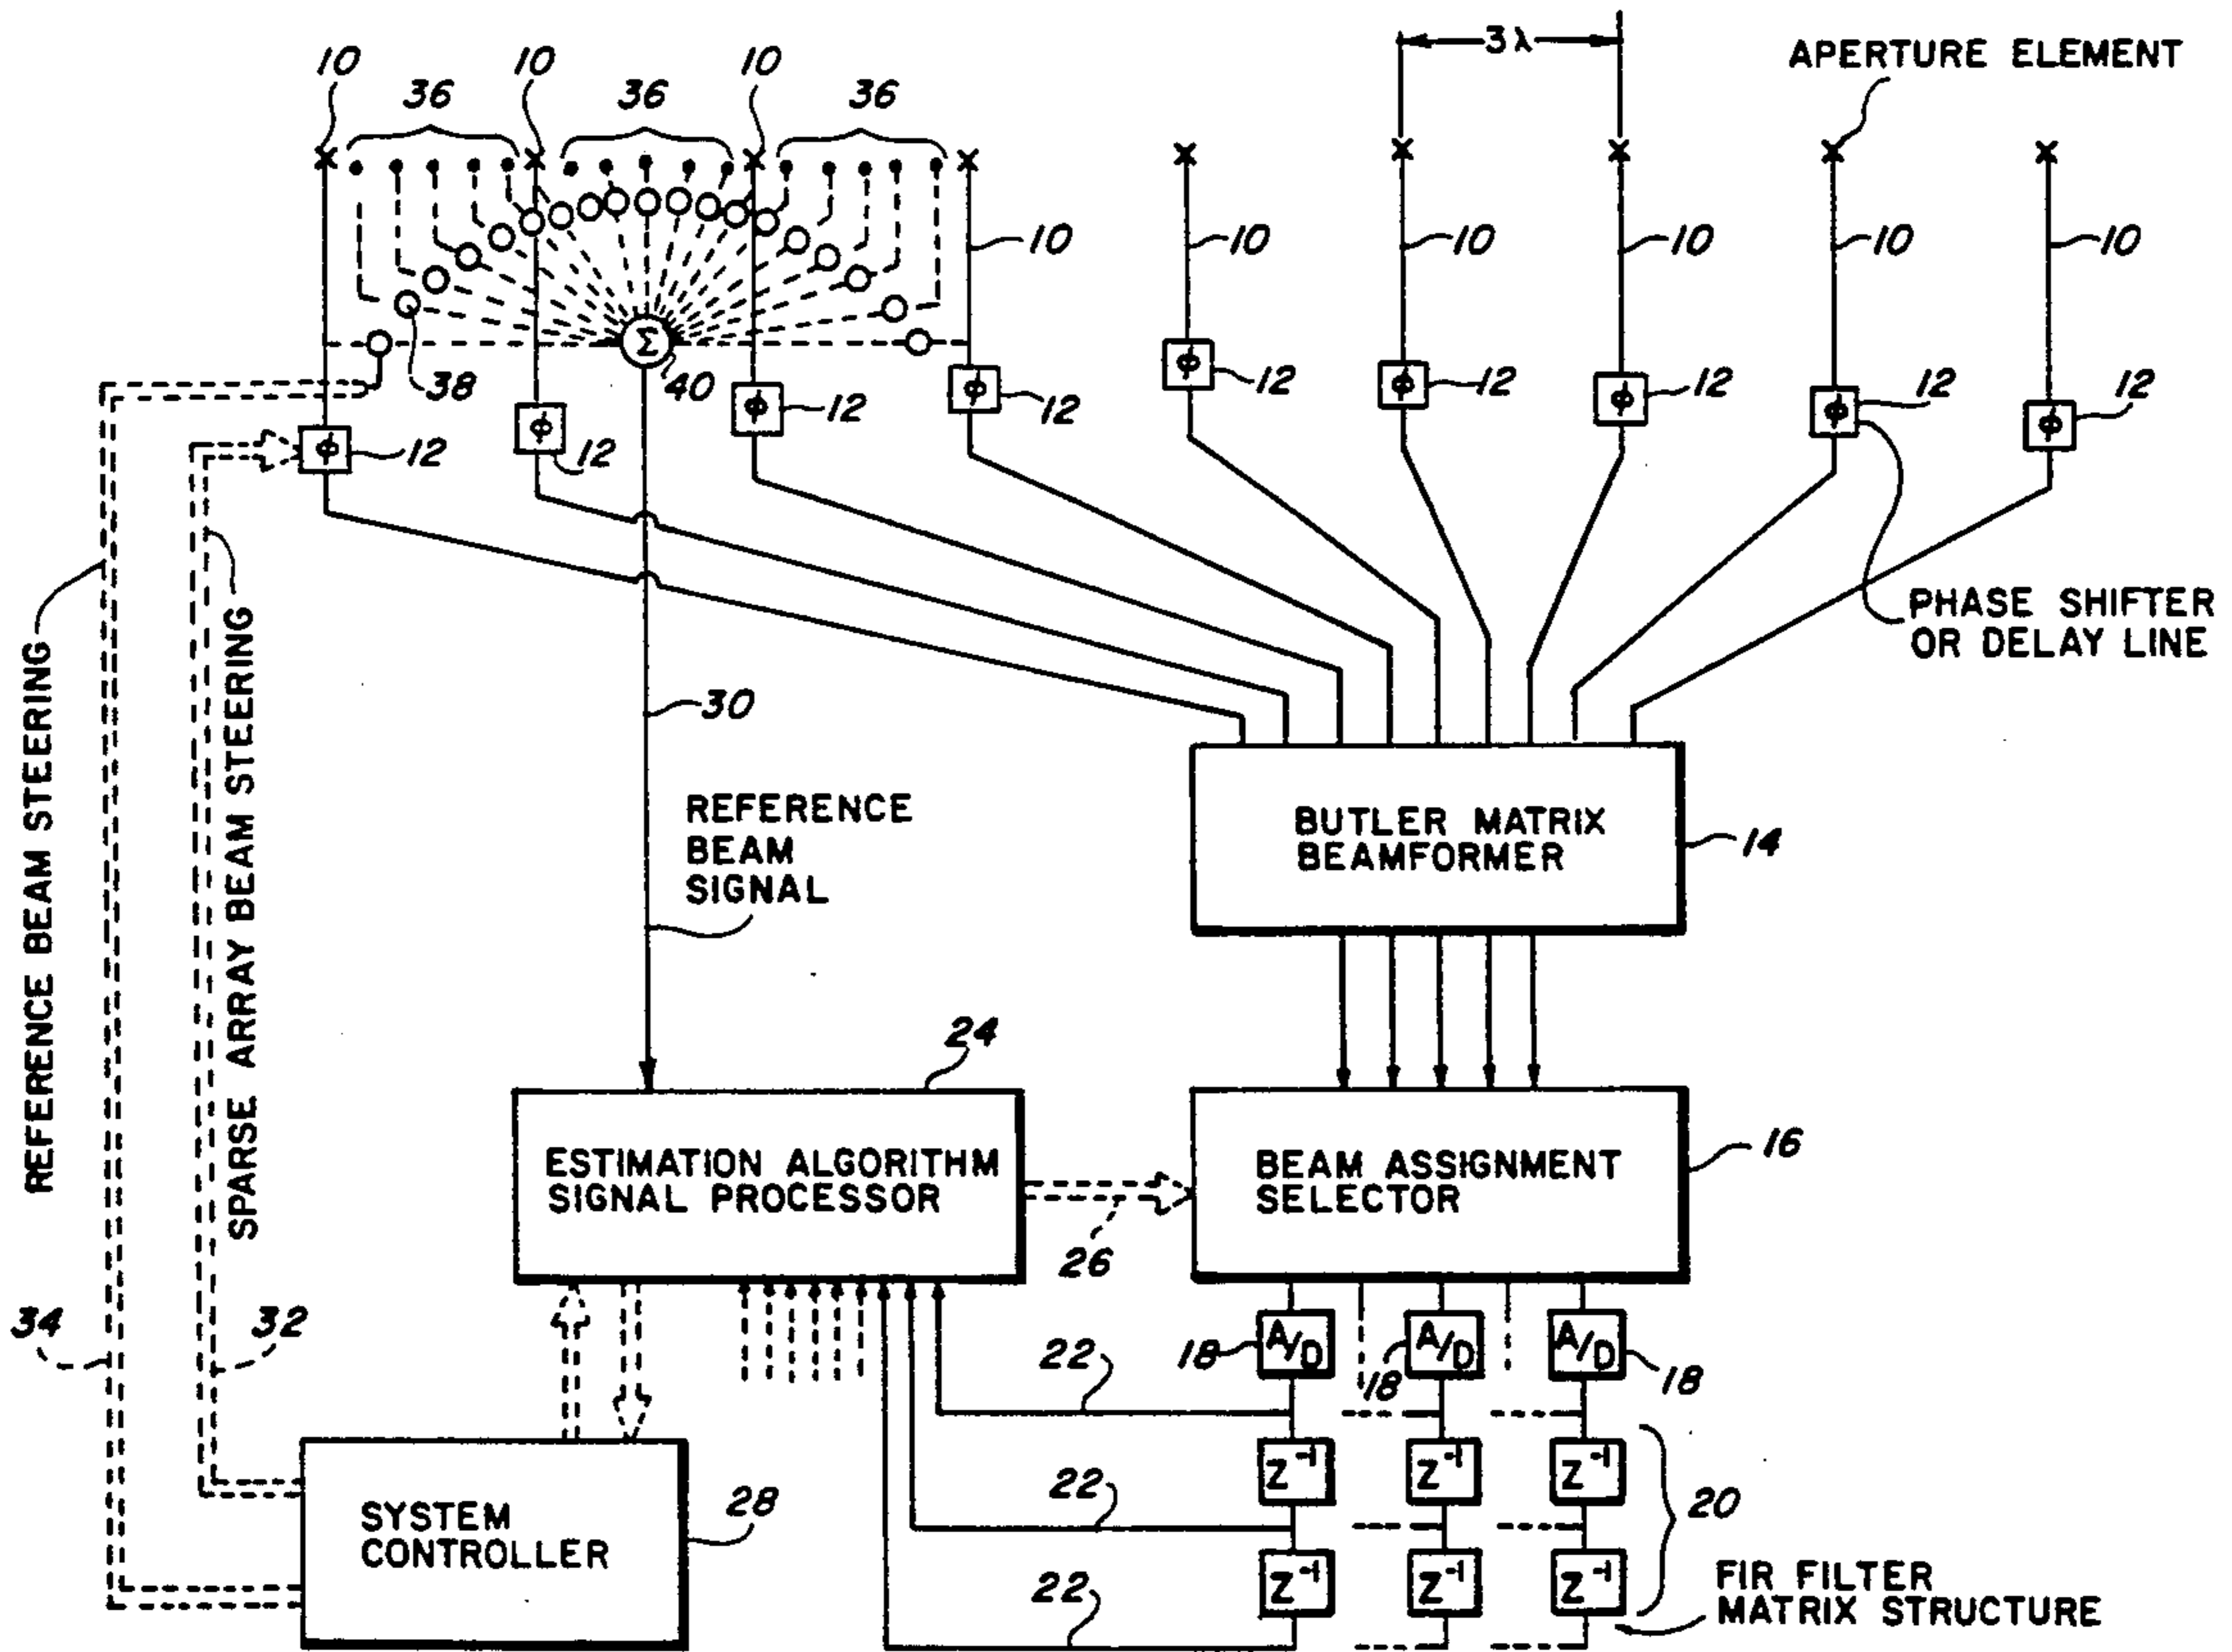 3λ
APERTURE ELEMENT
10 10 10
36 36 36
10 10 10 10 10 10
Σ
38 40
ϕ ϕ ϕ ϕ ϕ ϕ ϕ ϕ ϕ
12 12 12 12 12 12 12 12 12
PHASE SHIFTER
OR DELAY LINE
REFERENCE BEAM STEERING
SPARSE ARRAY BEAM STEERING
30
REFERENCE
BEAM
SIGNAL
BUTLER MATRIX
BEAMFORMER
14
24
ESTIMATION ALGORITHM
SIGNAL PROCESSOR
26
BEAM ASSIGNMENT
SELECTOR
16
34
32
22
18 A/D 18 A/D A/D 18
SYSTEM
CONTROLLER
28
22
Z⁻¹ Z⁻¹ Z⁻¹
20
22
Z⁻¹ Z⁻¹ Z⁻¹
FIR FILTER
MATRIX STRUCTURE